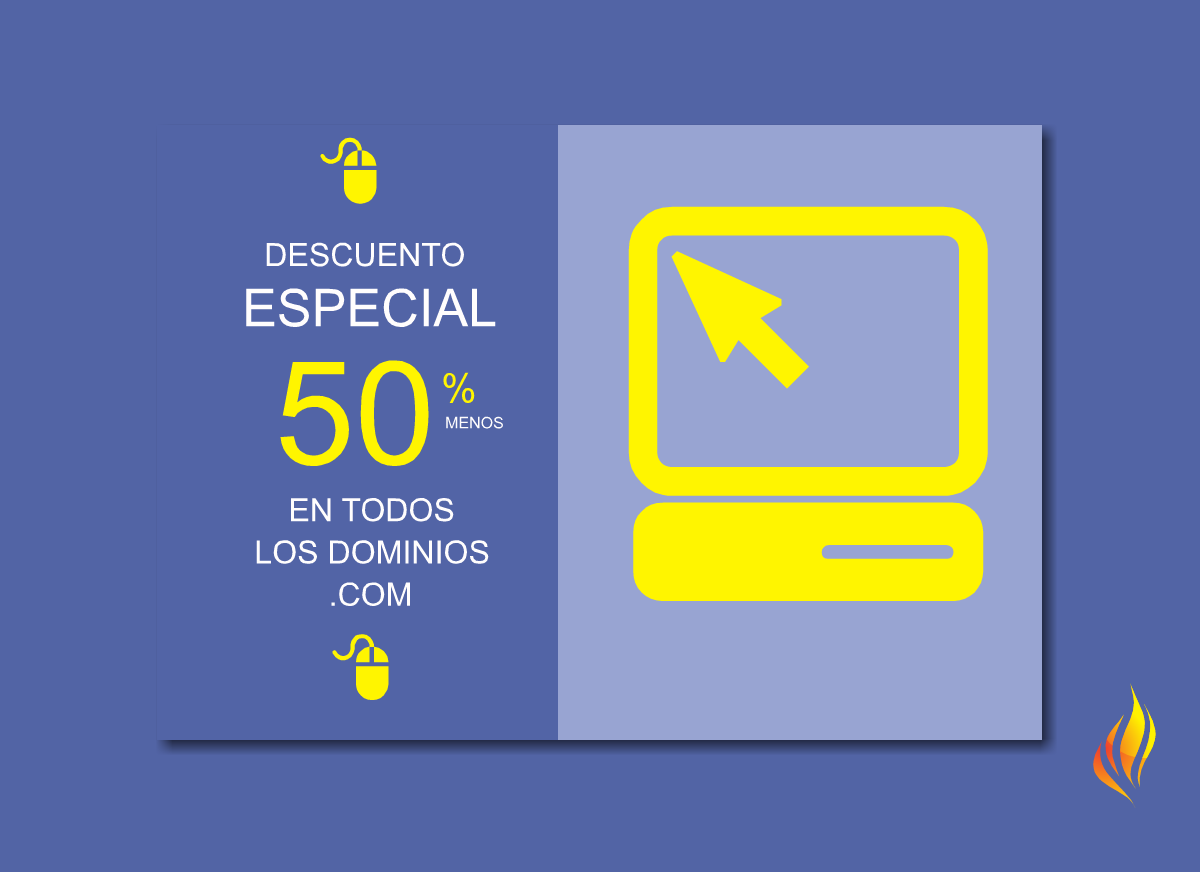 DESCUENTO
ESPECIAL
50 %
MENOS
EN TODOS
LOS DOMINIOS
.COM